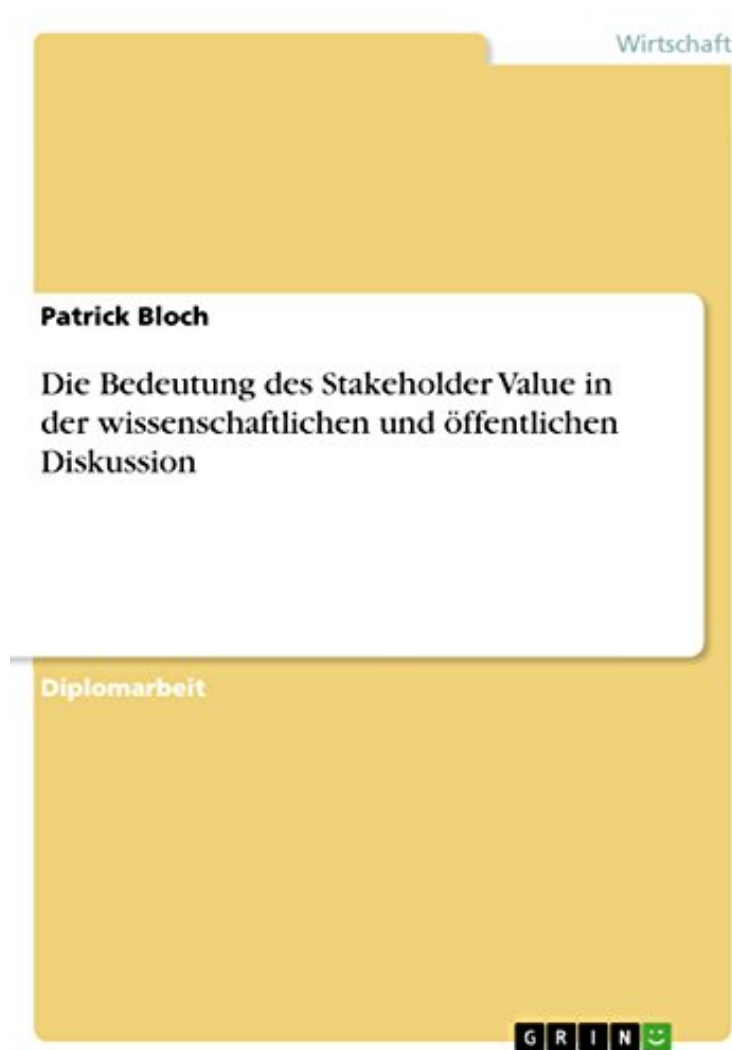 Wirtschaft
Patrick Bloch
Die Bedeutung des Stakeholder Value in
der wissenschaftlichen und öffentlichen
Diskussion
Diplomarbeit
GRIN